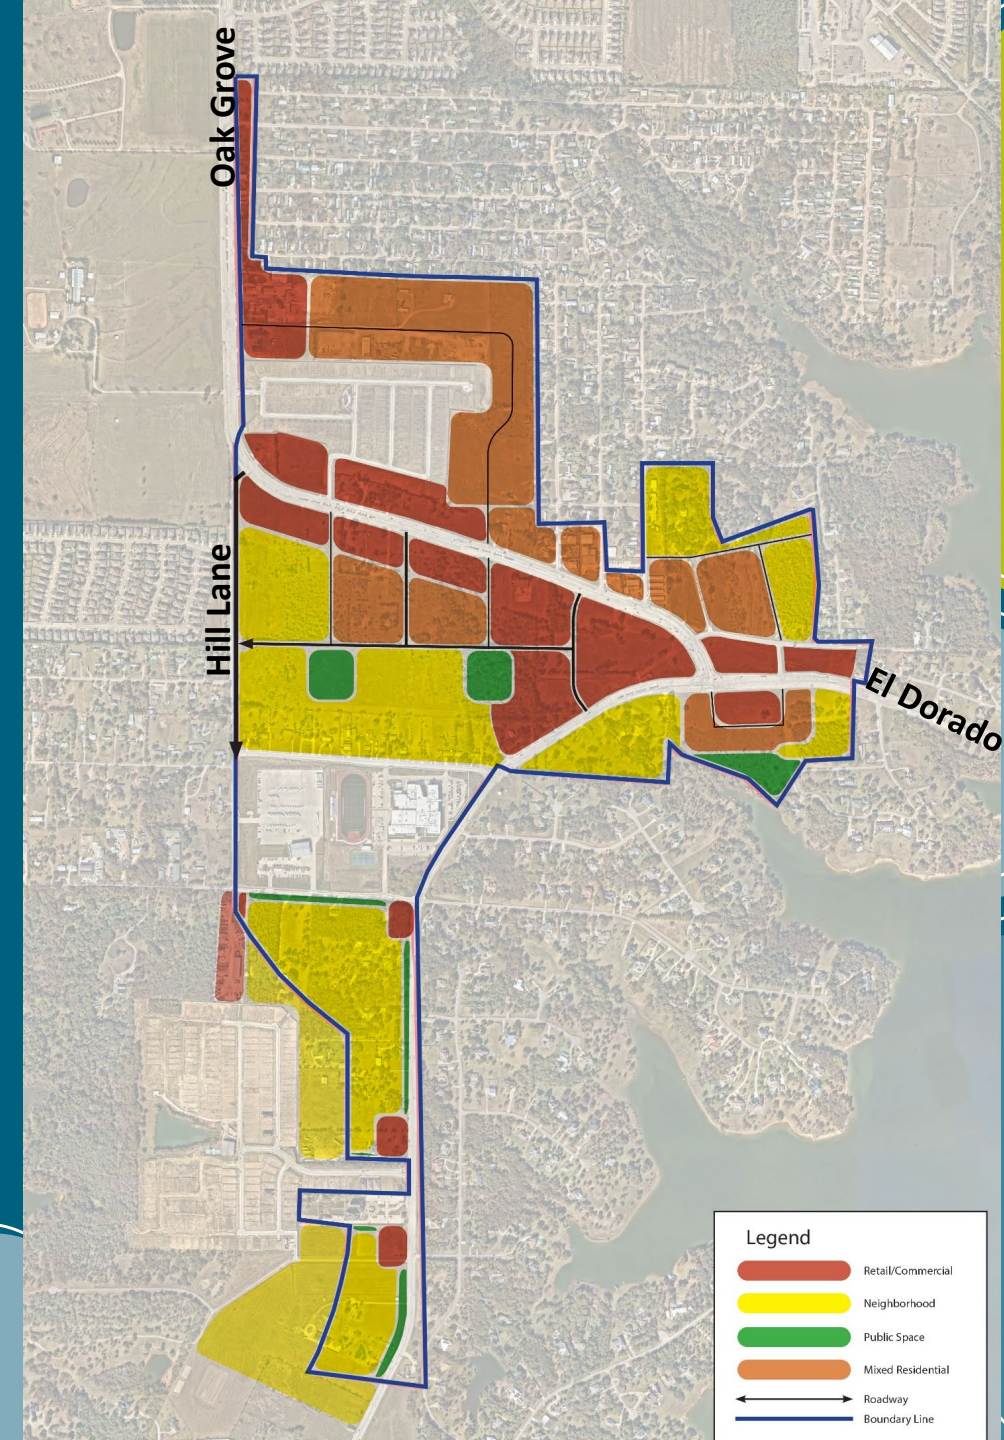 Oak Grove
Hill Lane
El Dorado
Legend
Retail/Commercial
Neighborhood
Public Space
Mixed Residential
Roadway
Boundary Line